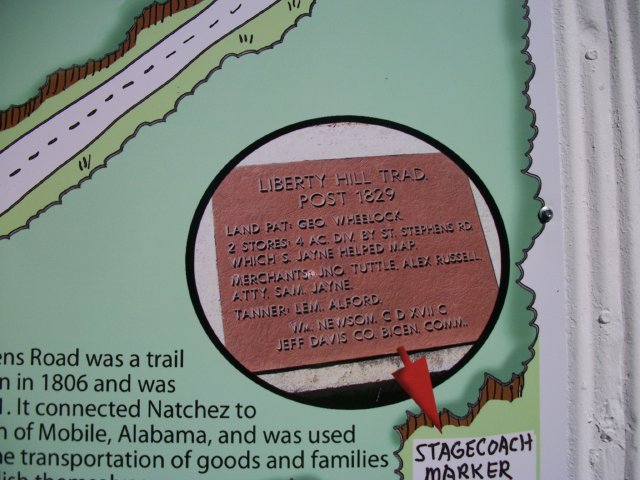 LIBERTY HILL TRAD.
POST 1829
LAND PAT: GEO. WHEELOCK.
2 STORES: 4 AC. DIV. BY ST. STEPHENS RD.
WHICH S. JAYNE HELPED MAP.
MERCHANTS: JNO. TUTTLE. ALEX RUSSELL.
ATTY. SAM. JAYNE.
TANNER: LEM. ALFORD.
WM. NEWSOM. C D XVII C
JEFF DAVIS CO. BICEN. COMM.
ens Road was a trail
n in 1806 and was
1. It connected Natchez to
n of Mobile, Alabama, and was used
e transportation of goods and families
STAGECOACH
MARKER